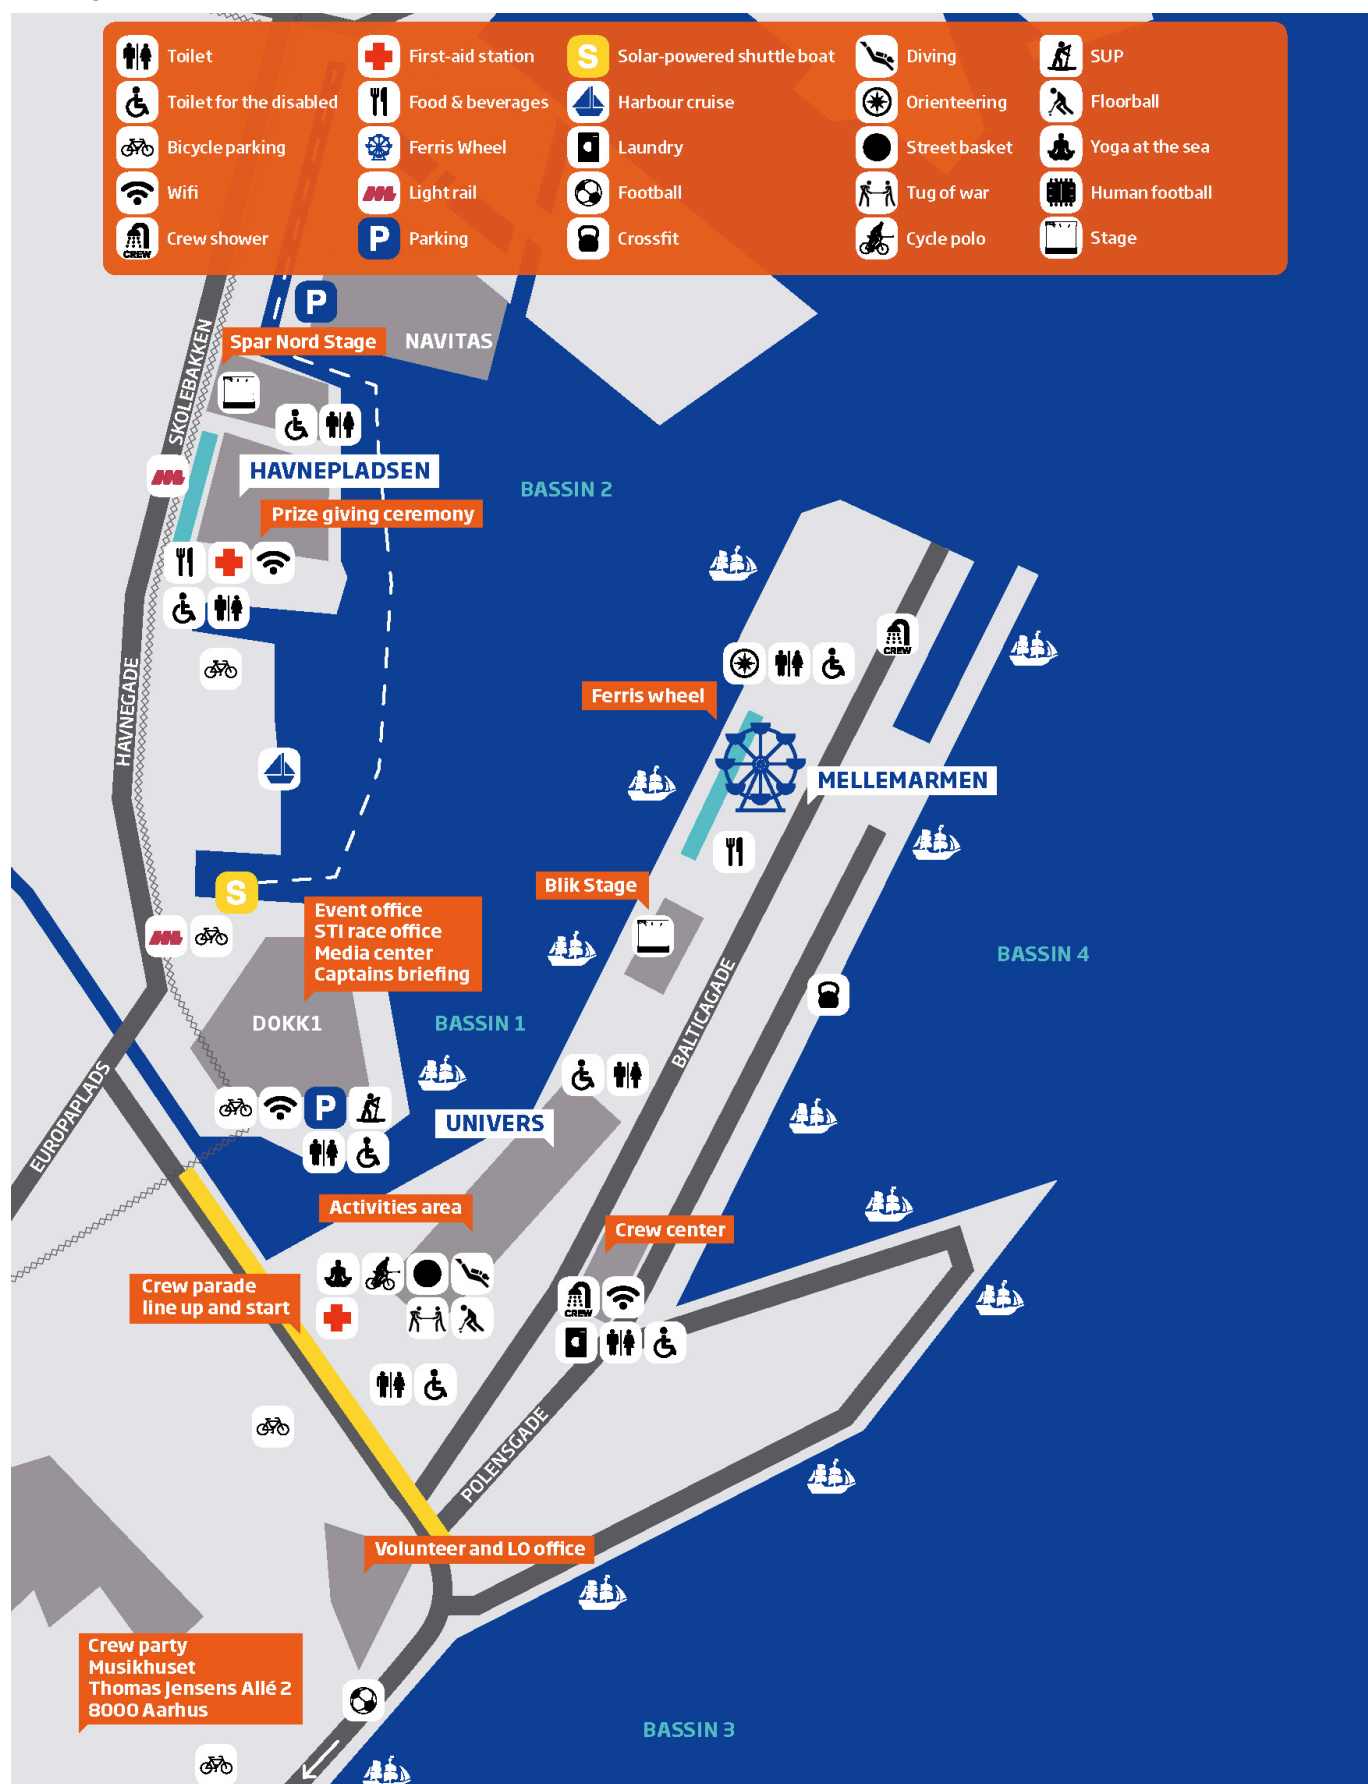 Toilet
Toilet for the disabled
Bicycle parking
Wifi
CREW
Crew shower
First-aid station
Food & beverages
Ferris Wheel
Light rail
P
Parking
S
Solar-powered shuttle boat
Harbour cruise
Laundry
Football
Crossfit
Diving
Orienteering
Street basket
Tug of war
Cycle polo
SUP
Floorball
Yoga at the sea
Human football
Stage
P
NAVITAS
Spar Nord Stage
SKOLEBAKKEN
HAVNEPLADSEN
BASSIN 2
Prize giving ceremony
CREW
HAVNEGADE
Ferris wheel
MELLEMARMEN
S
Blik Stage
Event office
STI race office
Media center
Captains briefing
BASSIN 4
BALTICAGADE
DOKK1
BASSIN 1
EUROPAPLADS
P
UNIVERS
Activities area
Crew center
Crew parade
line up and start
CREW
POLENSGADE
Volunteer and LO office
Crew party
Musikhuset
Thomas Jensens Allé 2
8000 Aarhus
BASSIN 3